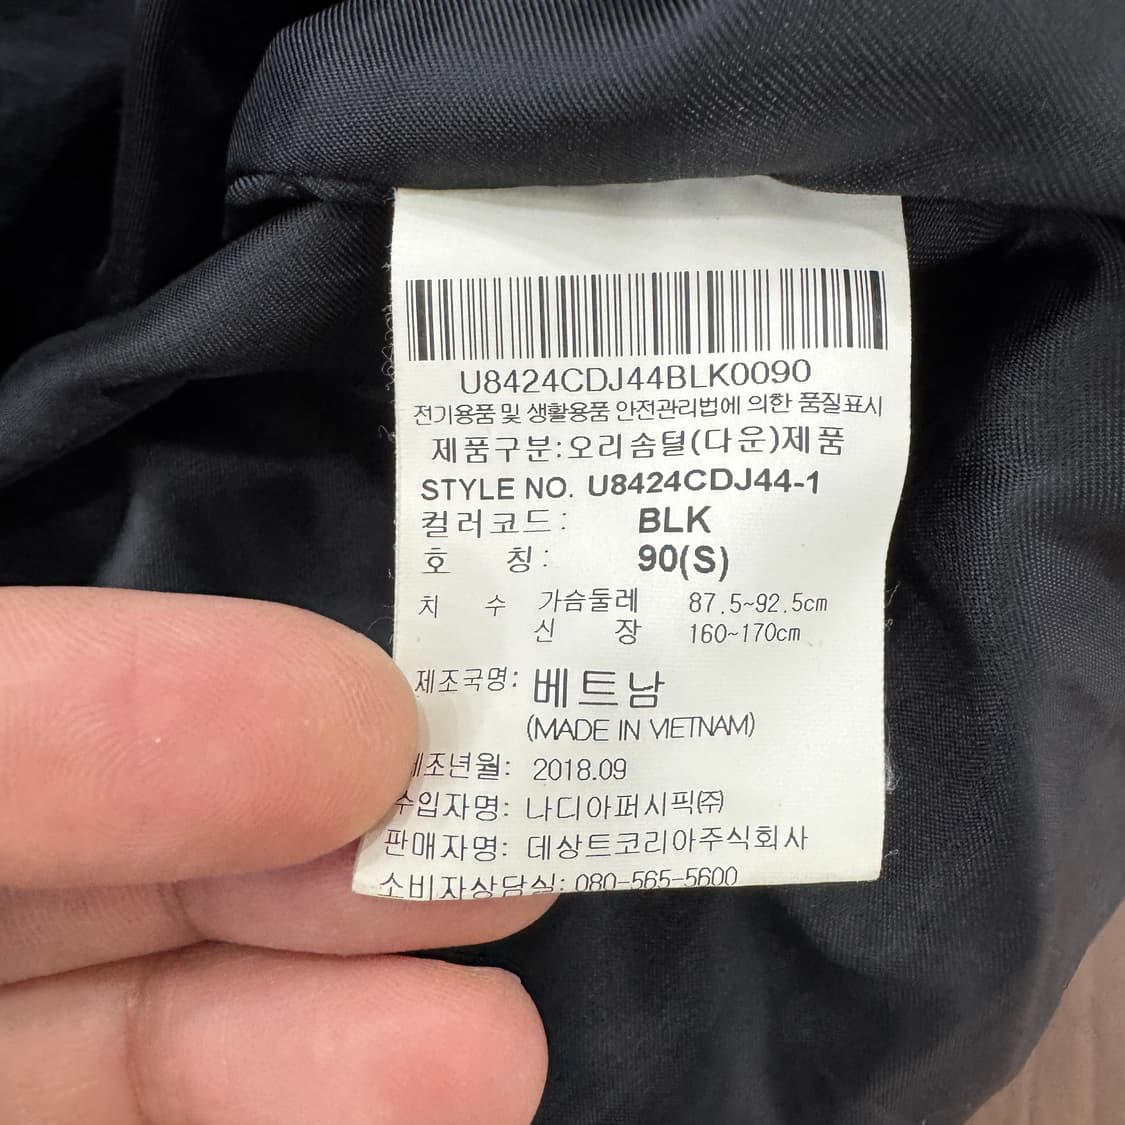 U8424CDJ44BLK0090
전기용품 및 생활용품 안전관리법에 의한 품질표시
제품구분:오리솜털(다운)제품
STYLE NO. U8424CDJ44-1
컬러코드: BLK
호 칭: 90(S)
치 수 가슴둘레 87.5~92.5cm
신 장 160~170cm
제조국명: 베트남
(MADE IN VIETNAM)
제조년월: 2018.09
수입자명: 나디아퍼시픽㈜
판매자명: 데상트코리아주식회사
소비자상담실: 080-565-5600